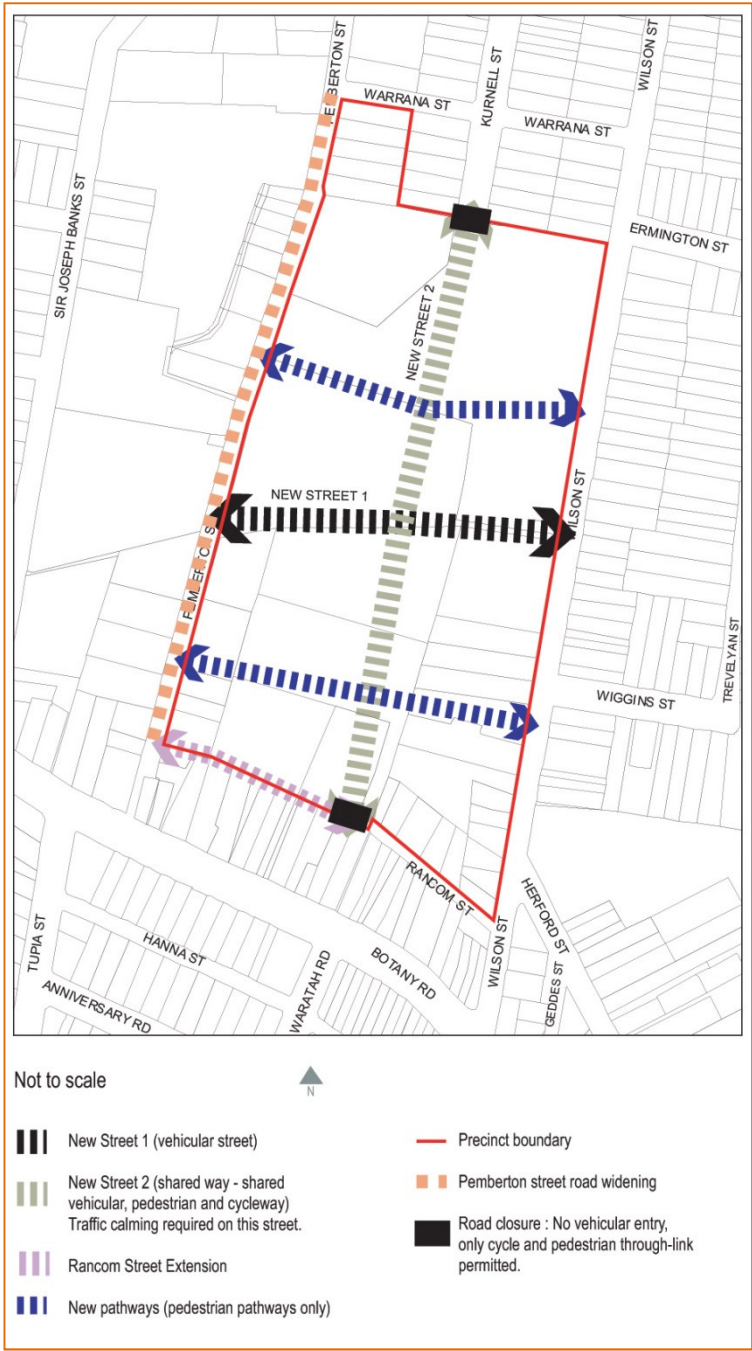 PEMBERTON ST
KURNELL ST
WILSON ST
WARRANA ST
WARRANA ST
SIR JOSEPH BANKS ST
ERMINGTON ST
NEW STREET 2
NEW STREET 1
WILSON ST
TREVELYAN ST
WIGGINS ST
RANCOM ST
HERFORD ST
TUPIA ST
HANNA ST
BOTANY RD
WILSON ST
GEDDES ST
WARATAH RD
ANNIVERSARY RD
Not to scale
N
New Street 1 (vehicular street)
New Street 2 (shared way - shared
vehicular, pedestrian and cycleway)
Traffic calming required on this street.
Rancom Street Extension
New pathways (pedestrian pathways only)
Precinct boundary
Pemberton street road widening
Road closure : No vehicular entry,
only cycle and pedestrian through-link
permitted.